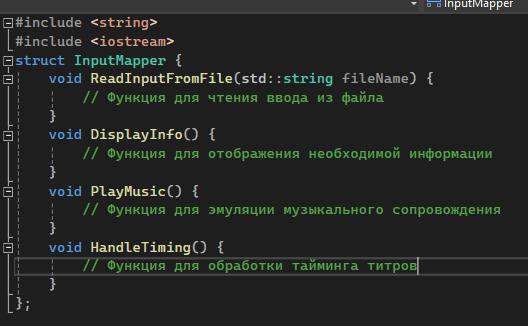 InputMapper
#include <string>
#include <iostream>
struct InputMapper {
    void ReadInputFromFile(std::string fileName) {
        // Функция для чтения ввода из файла
    }
    void DisplayInfo() {
        // Функция для отображения необходимой информации
    }
    void PlayMusic() {
        // Функция для эмуляции музыкального сопровождения
    }
    void HandleTiming() {
        // Функция для обработки тайминга титров
    }
};